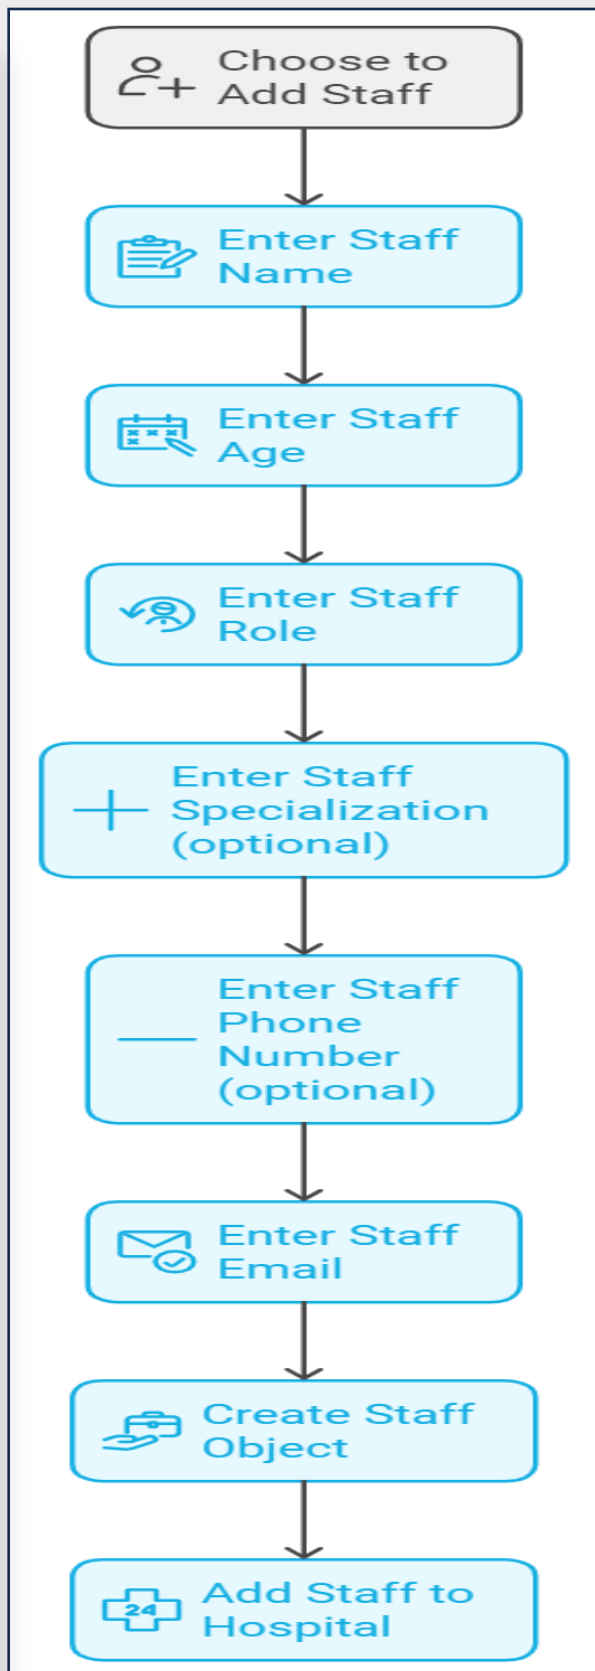 Choose to
Add Staff
Enter Staff
Name
Enter Staff
Age
Enter Staff
Role
Enter Staff
Specialization
(optional)
Enter Staff
Phone
Number
(optional)
Enter Staff
Email
Create Staff
Object
24
Add Staff to
Hospital